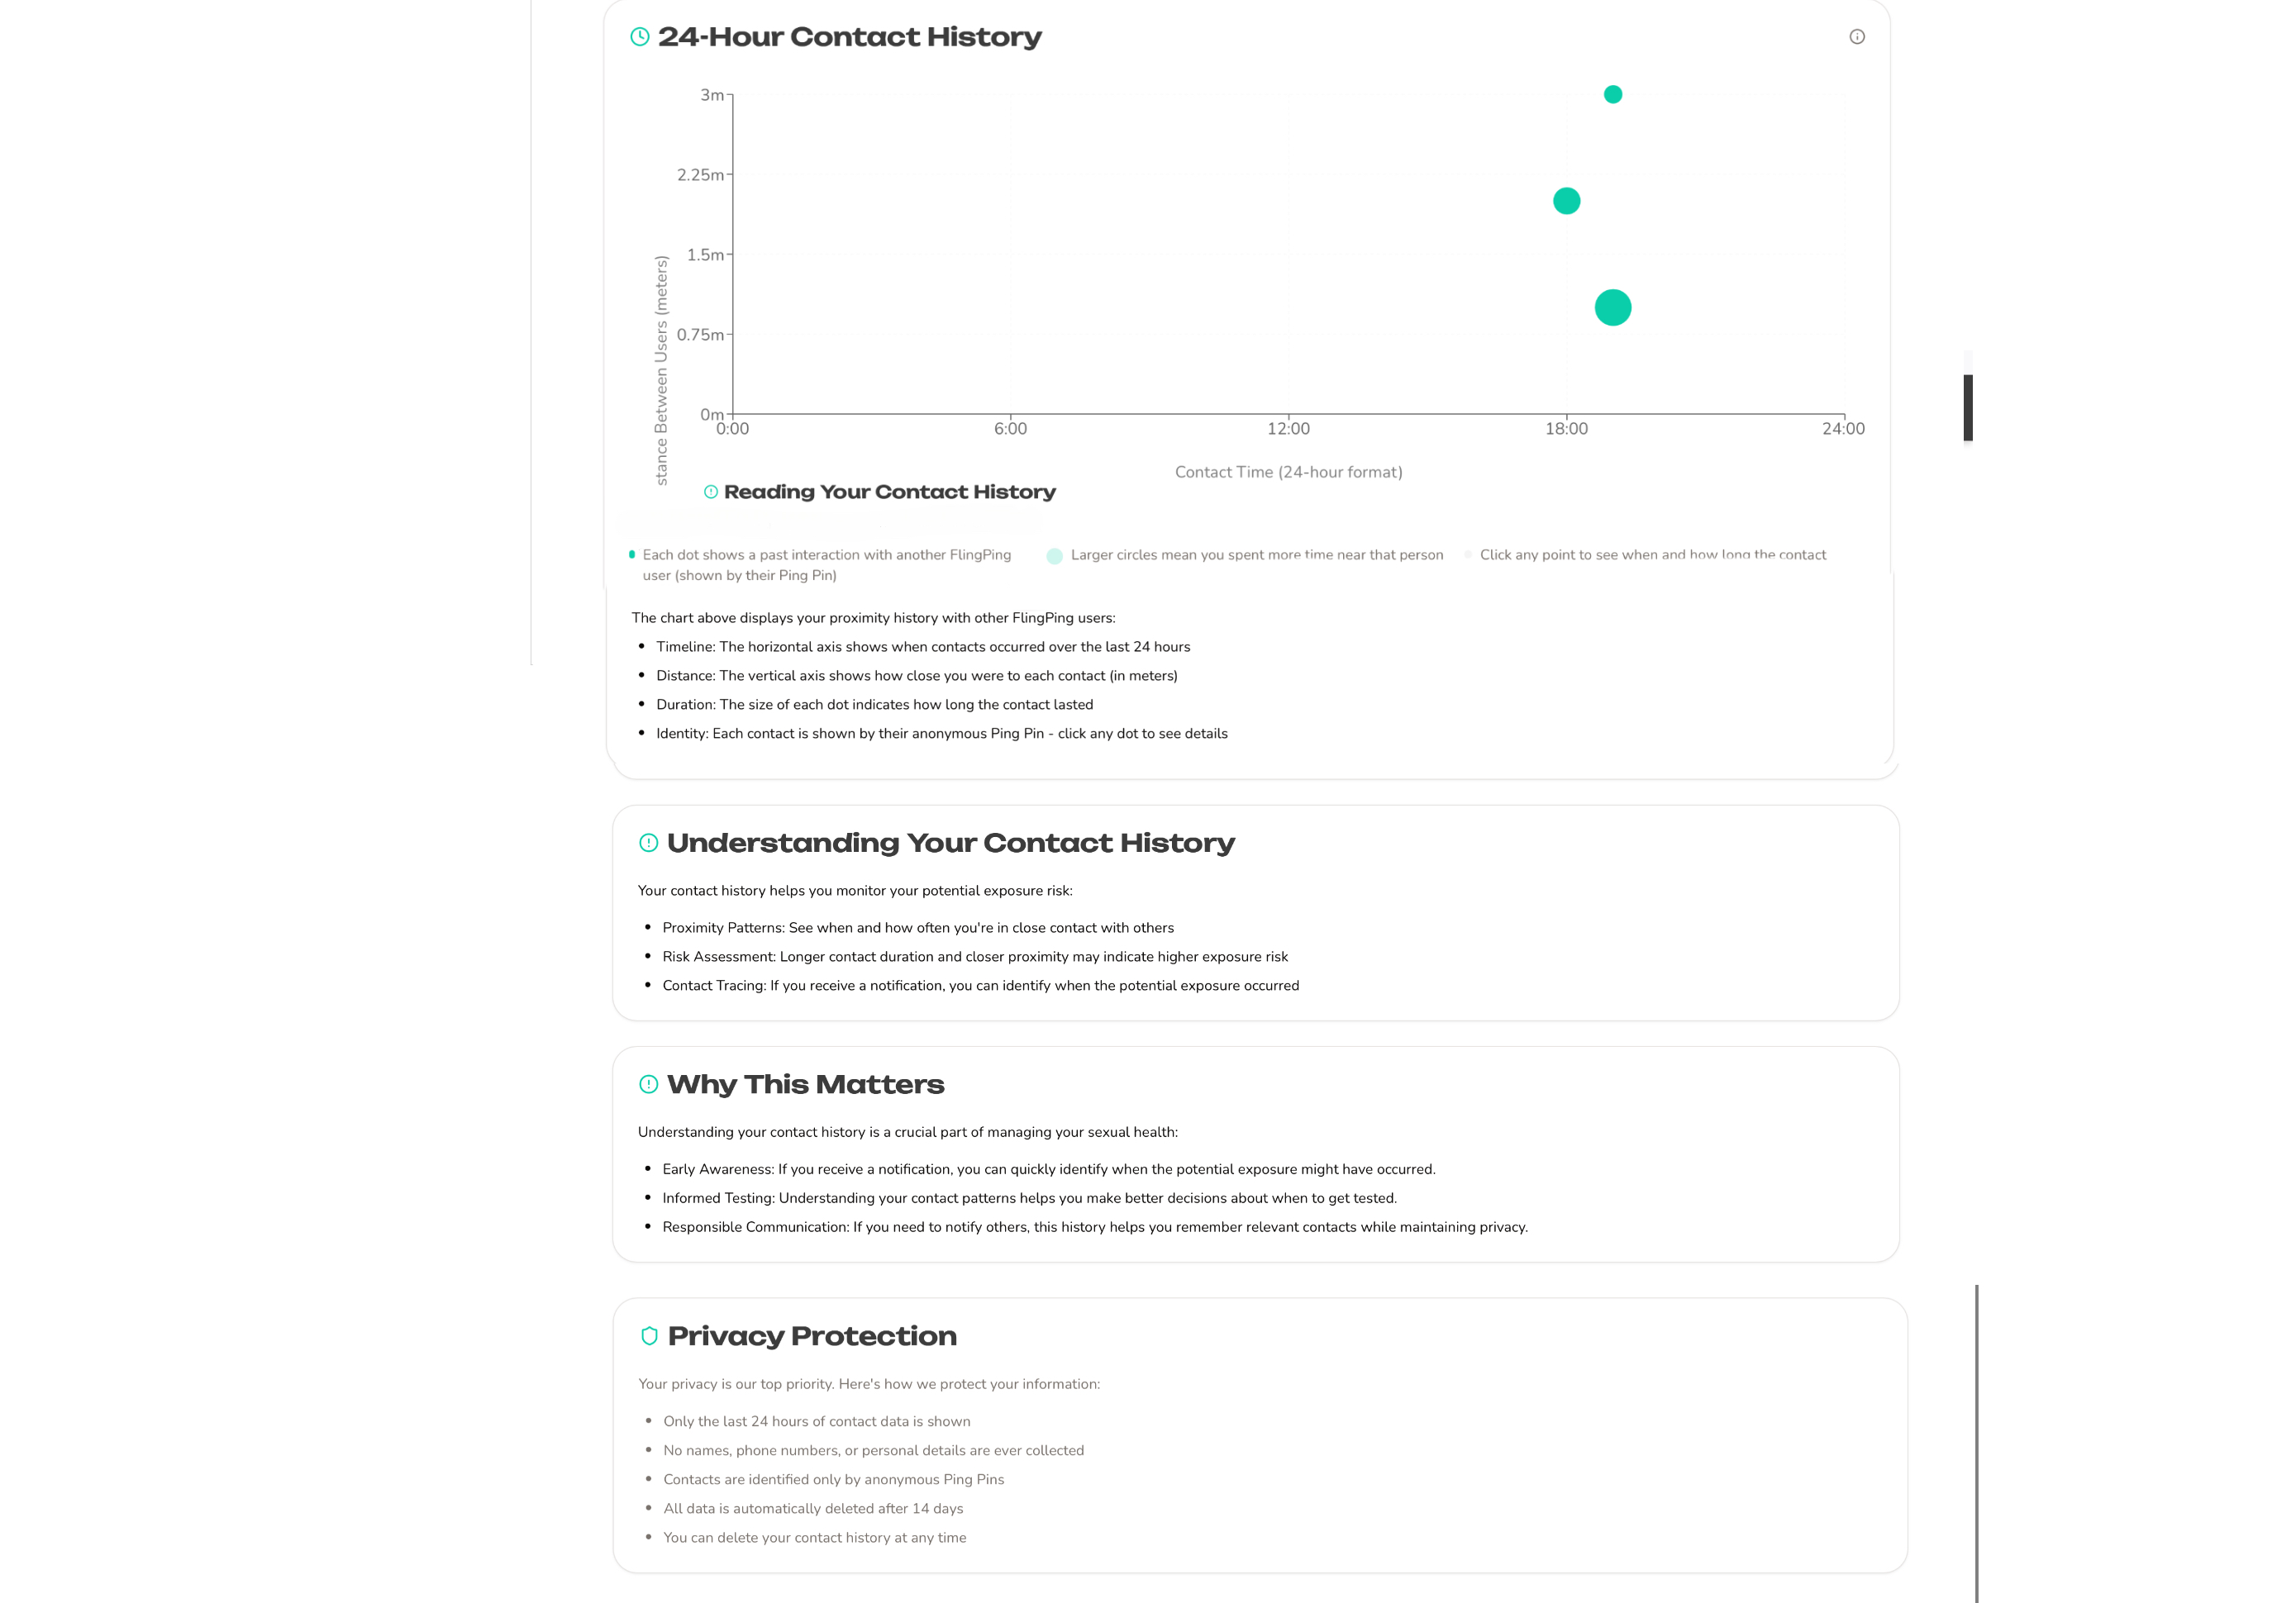 24-Hour Contact History
3m
2.25m
1.5m
0.75m
0m
stance Between Users (meters)
0:00 6:00 12:00 18:00 24:00
Contact Time (24-hour format)
Reading Your Contact History
Each dot shows a past interaction with another FlingPing
user (shown by their Ping Pin)
Larger circles mean you spent more time near that person
Click any point to see when and how long the contact
The chart above displays your proximity history with other FlingPing users:
• Timeline: The horizontal axis shows when contacts occurred over the last 24 hours
• Distance: The vertical axis shows how close you were to each contact (in meters)
• Duration: The size of each dot indicates how long the contact lasted
• Identity: Each contact is shown by their anonymous Ping Pin - click any dot to see details
Understanding Your Contact History
Your contact history helps you monitor your potential exposure risk:
• Proximity Patterns: See when and how often you're in close contact with others
• Risk Assessment: Longer contact duration and closer proximity may indicate higher exposure risk
• Contact Tracing: If you receive a notification, you can identify when the potential exposure occurred
Why This Matters
Understanding your contact history is a crucial part of managing your sexual health:
• Early Awareness: If you receive a notification, you can quickly identify when the potential exposure might have occurred.
• Informed Testing: Understanding your contact patterns helps you make better decisions about when to get tested.
• Responsible Communication: If you need to notify others, this history helps you remember relevant contacts while maintaining privacy.
Privacy Protection
Your privacy is our top priority. Here's how we protect your information:
• Only the last 24 hours of contact data is shown
• No names, phone numbers, or personal details are ever collected
• Contacts are identified only by anonymous Ping Pins
• All data is automatically deleted after 14 days
• You can delete your contact history at any time